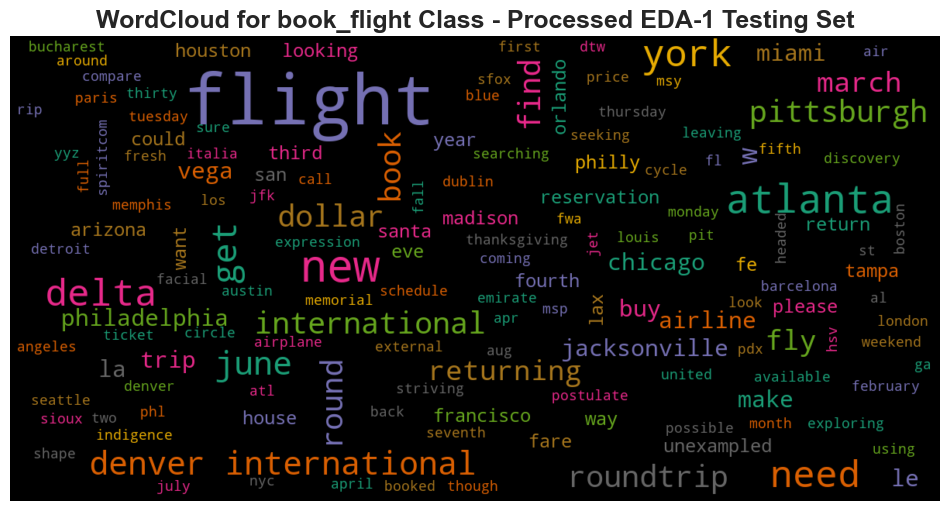 WordCloud for book_flight Class - Processed EDA-1 Testing Set
bucharest
around
houston
looking
first
dtw
york
miami
air
compare
flight
find
sfox
price
msy
march
rip
paris
thirty
blue
orlando
thursday
pittsburgh
tuesday
sure
could
book
year
searching
seeking
leaving
yyz
full
spiritcom
fresh
italia
third
philly
cycle
fl
w
fifth
discovery
vega
san
call
jfk
fall
dublin
reservation
atlanta
memphis
los
dollar
madison
fwa
monday
headed
return
boston
arizona
want
get
expression
santa
eve
thanksgiving
jet
louis
pit
st
detroit
facial
new
coming
chicago
fe
tampa
delta
austin
memorial
schedule
fourth
emirate
msp
lax
buy
look
barcelona
please
al
philadelphia
ticket
circle
international
apr
airline
fly
hsv
london
weekend
angeles
trip
june
airplane
external
aug
jacksonville
pdx
la
denver
atl
round
returning
united
available
february
ga
seattle
sioux
two
phl
house
back
striving
francisco
postulate
way
make
possible
month
exploring
indigence
seventh
fare
unexampled
using
shape
denver international
roundtrip
need
le
july
nyc
april
booked
though